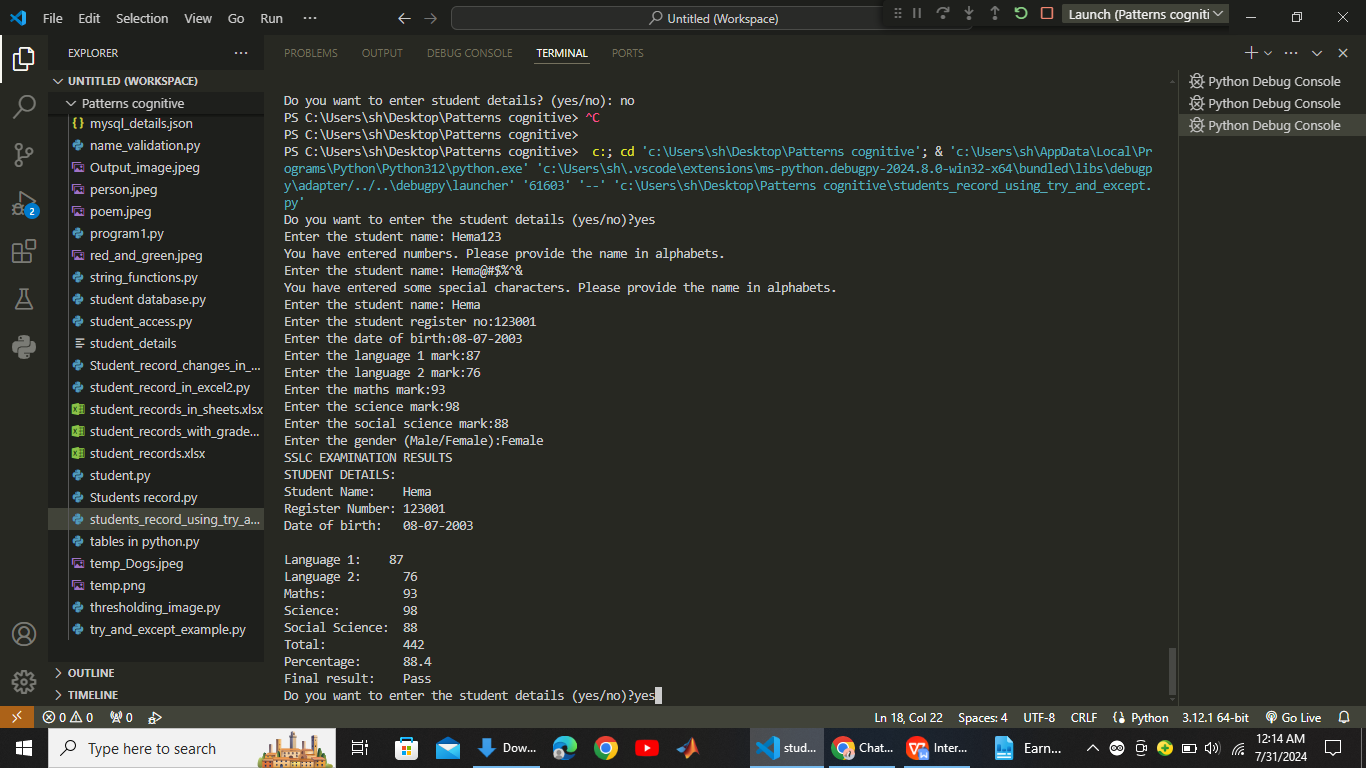 File Edit Selection View Go Run ··· Untitled (Workspace) Launch (Patterns cogniti
EXPLORER ···
UNTITLED (WORKSPACE)
Patterns cognitive
mysql_details.json
name_validation.py
Output_image.jpeg
person.jpeg
poem.jpeg
program1.py
red_and_green.jpeg
string_functions.py
student database.py
student_access.py
student_details
Student_record_changes_in_...
student_record_in_excel2.py
student_records_in_sheets.xlsx
student_records_with_grade...
student_records.xlsx
student.py
Students record.py
students_record_using_try_a...
tables in python.py
temp_Dogs.jpeg
temp.png
thresholding_image.py
try_and_except_example.py
OUTLINE
TIMELINE
2
PROBLEMS OUTPUT DEBUG CONSOLE TERMINAL PORTS
Do you want to enter student details? (yes/no): no
PS C:\Users\sh\Desktop\Patterns cognitive> ^C
PS C:\Users\sh\Desktop\Patterns cognitive>
PS C:\Users\sh\Desktop\Patterns cognitive>  c:; cd 'c:\Users\sh\Desktop\Patterns cognitive'; & 'c:\Users\sh\AppData\Local\Pr
ograms\Python\Python312\python.exe' 'c:\Users\sh\.vscode\extensions\ms-python.debugpy-2024.8.0-win32-x64\bundled\libs\debugp
y\adapter/../..\debugpy\launcher' '61603' '--' 'c:\Users\sh\Desktop\Patterns cognitive\students_record_using_try_and_except.
py'
Do you want to enter the student details (yes/no)?yes
Enter the student name: Hema123
You have entered numbers. Please provide the name in alphabets.
Enter the student name: Hema@#$%^&
You have entered some special characters. Please provide the name in alphabets.
Enter the student name: Hema
Enter the student register no:123001
Enter the date of birth:08-07-2003
Enter the language 1 mark:87
Enter the language 2 mark:76
Enter the maths mark:93
Enter the science mark:98
Enter the social science mark:88
Enter the gender (Male/Female):Female
SSLC EXAMINATION RESULTS
STUDENT DETAILS:
Student Name: Hema
Register Number: 123001
Date of birth: 08-07-2003
Language 1: 87
Language 2: 76
Maths: 93
Science: 98
Social Science: 88
Total: 442
Percentage: 88.4
Final result: Pass
Do you want to enter the student details (yes/no)?yes
Python Debug Console
Python Debug Console
Python Debug Console
0 0 0 Ln 18, Col 22 Spaces: 4 UTF-8 CRLF Python 3.12.1 64-bit Go Live
Type here to search Dow... stud... Chat... Inter... Earn... 12:14 AM
7/31/2024